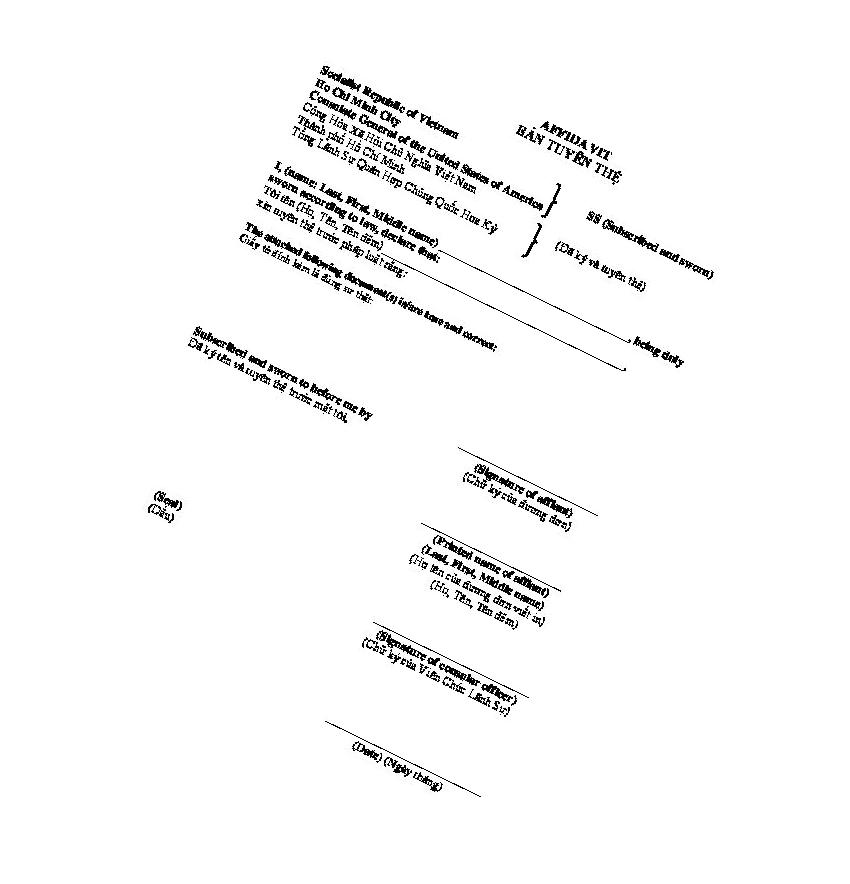 AFFIDAVIT
BẢN TUYÊN THỆ
Socialist Republic of Vietnam
Ho Chi Minh City
Consulate General of the United States of America
Cộng Hòa Xã Hội Chủ Nghĩa Việt Nam
Thành phố Hồ Chí Minh
Tổng Lãnh Sự Quán Hợp Chủng Quốc Hoa Kỳ
SS (Subscribed and sworn)
(Đã ký và tuyên thệ)
I, (name: Last, First, Middle name) , being duly
sworn according to law, declare that:
Tôi tên (Họ, Tên, Tên đêm) ,
xin tuyên thệ trước pháp luật rằng:
The attached following document(s) is/are true and correct:
Giấy tờ đính kèm là đúng sự thật:
Subscribed and sworn to before me by
Đã ký tên và tuyên thệ trước mặt tôi,
(Signature of affiant)
(Chữ ký của đương đơn)
(Seal)
(Dấu)
(Printed name of affiant)
(Last, First, Middle name)
(Họ tên của đương đơn viết in)
(Họ, Tên, Tên đêm)
(Signature of consular officer)
(Chữ ký của Viên Chức Lãnh Sự)
(Date) (Ngày tháng)